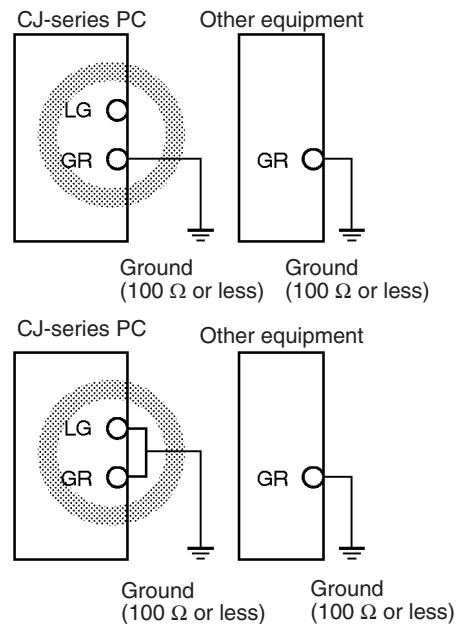 CJ-series PC
Other equipment
LG
GR
GR
Ground
(100 Ω or less)
Ground
(100 Ω or less)
CJ-series PC
Other equipment
LG
GR
GR
Ground
(100 Ω or less)
Ground
(100 Ω or less)